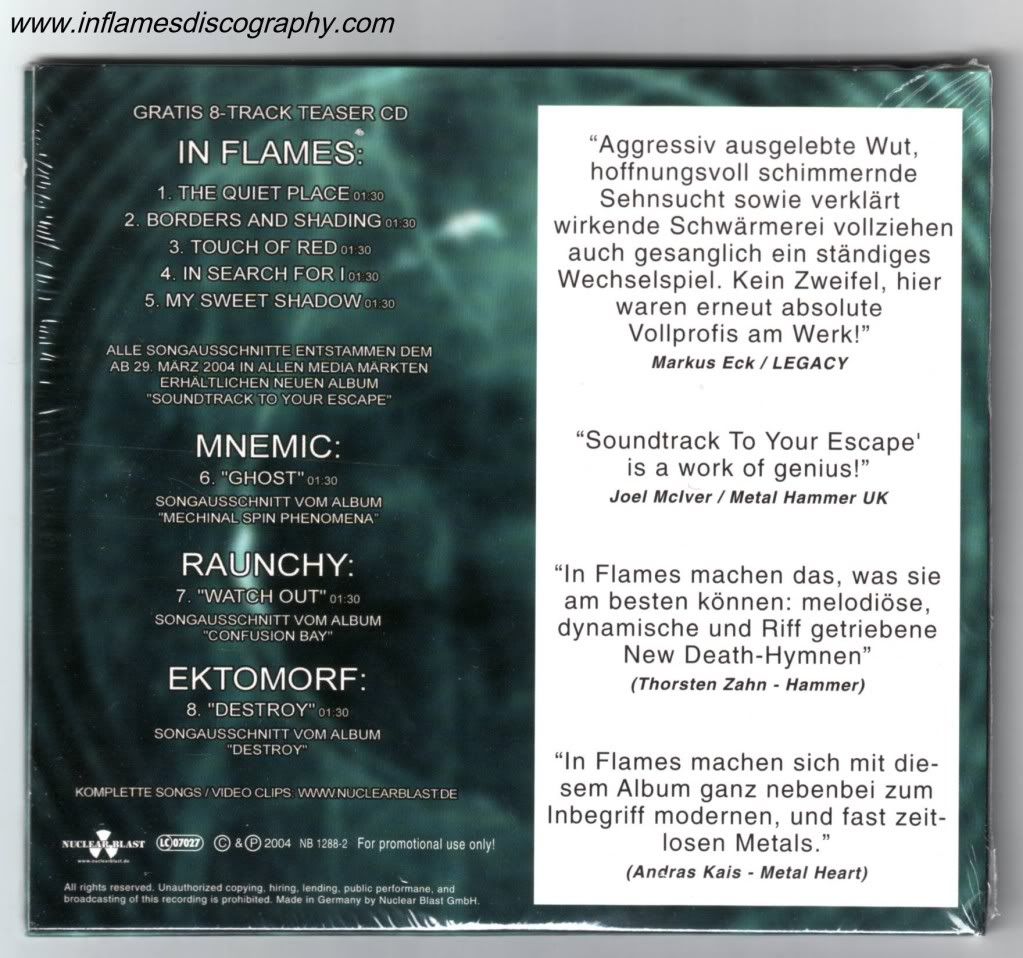 www.inflamesdiscography.com
GRATIS 8-TRACK TEASER CD
IN FLAMES:
1. THE QUIET PLACE 01:30
2. BORDERS AND SHADING 01:30
3. TOUCH OF RED 01:30
4. IN SEARCH FOR I 01:30
5. MY SWEET SHADOW 01:30
ALLE SONGAUSSCHNITTE ENTSTAMMEN DEM
AB 29. MÄRZ 2004 IN ALLEN MEDIA MÄRKTEN
ERHÄLTLICHEN NEUEN ALBUM
"SOUNDTRACK TO YOUR ESCAPE"
MNEMIC:
6. "GHOST" 01:30
SONGAUSSCHNITT VOM ALBUM
"MECHINAL SPIN PHENOMENA"
RAUNCHY:
7. "WATCH OUT" 01:30
SONGAUSSCHNITT VOM ALBUM
"CONFUSION BAY"
EKTOMORF:
8. "DESTROY" 01:30
SONGAUSSCHNITT VOM ALBUM
"DESTROY"
KOMPLETTE SONGS / VIDEO CLIPS: WWW.NUCLEARBLAST.DE
NUCLEAR BLAST
www.nuclearblast.de
LC 07027
© & ℗ 2004 NB 1288-2 For promotional use only!
All rights reserved. Unauthorized copying, hiring, lending, public performane, and
broadcasting of this recording is prohibited. Made in Germany by Nuclear Blast GmbH.
“Aggressiv ausgelebte Wut,
hoffnungsvoll schimmernde
Sehnsucht sowie verklärt
wirkende Schwärmerei vollziehen
auch gesanglich ein ständiges
Wechselspiel. Kein Zweifel, hier
waren erneut absolute
Vollprofis am Werk!”
Markus Eck / LEGACY
“Soundtrack To Your Escape'
is a work of genius!”
Joel McIver / Metal Hammer UK
“In Flames machen das, was sie
am besten können: melodiöse,
dynamische und Riff getriebene
New Death-Hymnen”
(Thorsten Zahn - Hammer)
“In Flames machen sich mit die-
sem Album ganz nebenbei zum
Inbegriff modernen, und fast zeit-
losen Metals.”
(Andras Kais - Metal Heart)